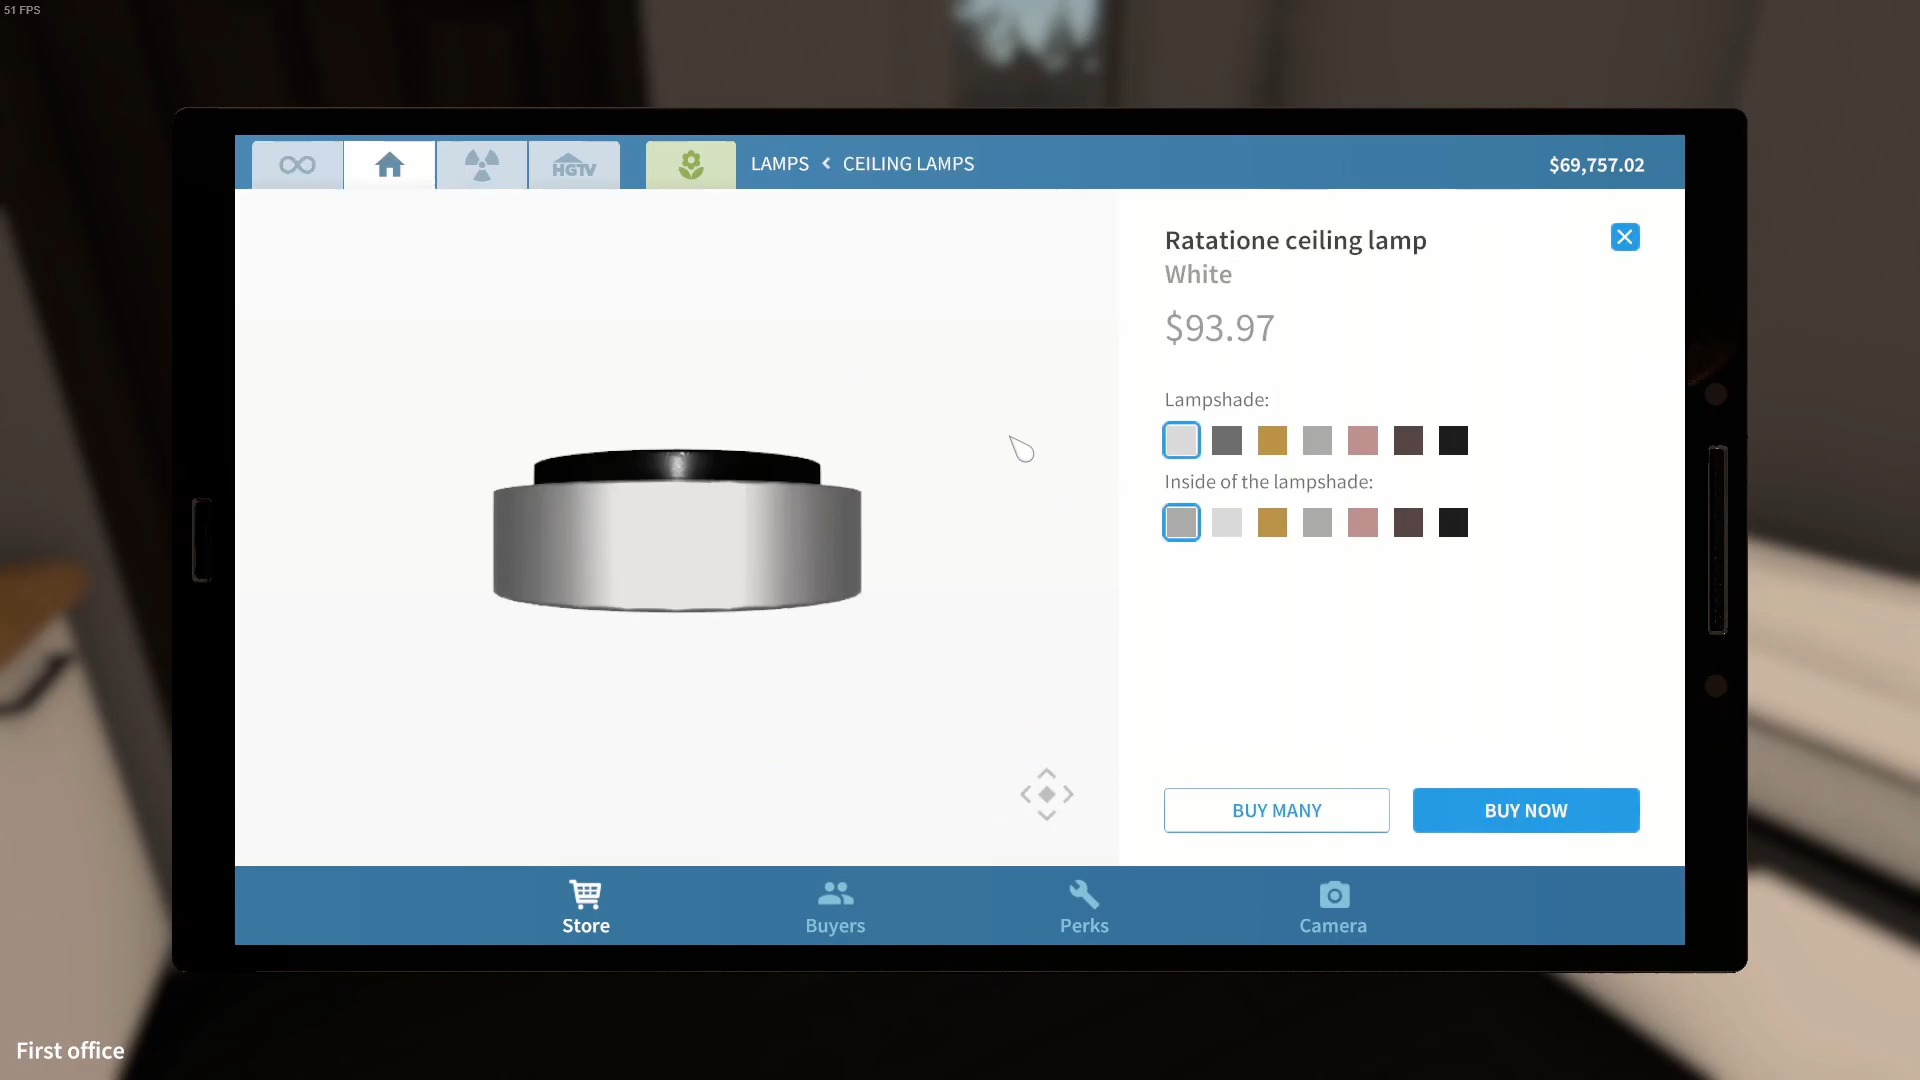 51 FPS
HGTV
LAMPS < CEILING LAMPS
$69,757.02
Ratatione ceiling lamp
White
$93.97
Lampshade:
Inside of the lampshade:
BUY MANY
BUY NOW
Store
Buyers
Perks
Camera
First office